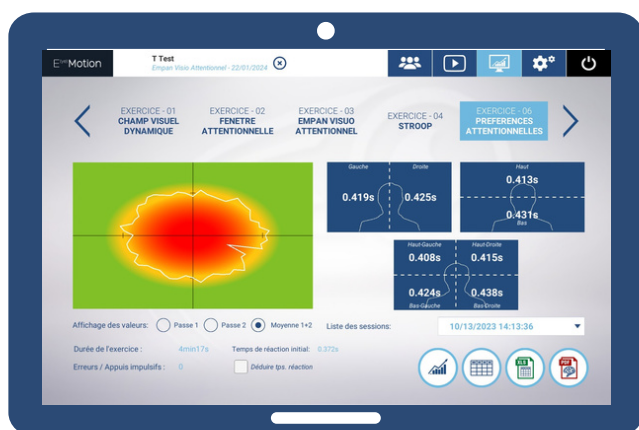 EyeMotion
T Test
Empan Visio Attentionnel - 22/01/2024
EXERCICE - 01
CHAMP VISUEL
DYNAMIQUE
EXERCICE - 02
FENETRE
ATTENTIONNELLE
EXERCICE - 03
EMPAN VISUO
ATTENTIONNEL
EXERCICE - 04
STROOP
EXERCICE - 06
PREFERENCES
ATTENTIONNELLES
Gauche Droite
0.419s 0.425s
Haut
0.413s
0.431s
Bas
Haut-Gauche Haut-Droite
0.408s 0.415s
0.424s 0.438s
Bas-Gauche Bas-Droite
Affichage des valeurs: Passe 1 Passe 2 Moyenne 1+2 Liste des sessions: 10/13/2023 14:13:36
Durée de l'exercice : 4min17s Temps de réaction initial: 0.372s
Erreurs / Appuis impulsifs : 0 Déduire tps. réaction
XLS
PDF